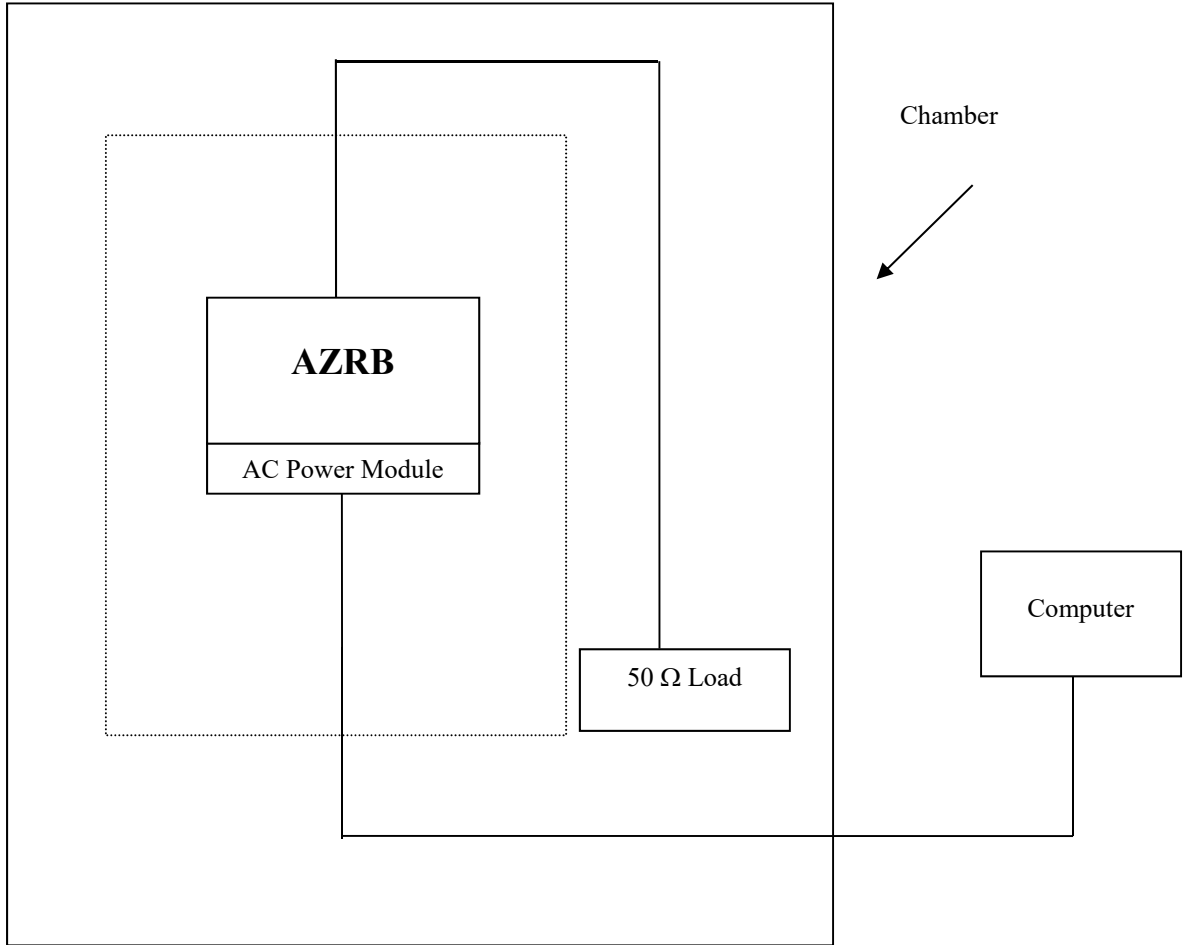 Chamber
AZRB
AC Power Module
Computer
50 Ω Load